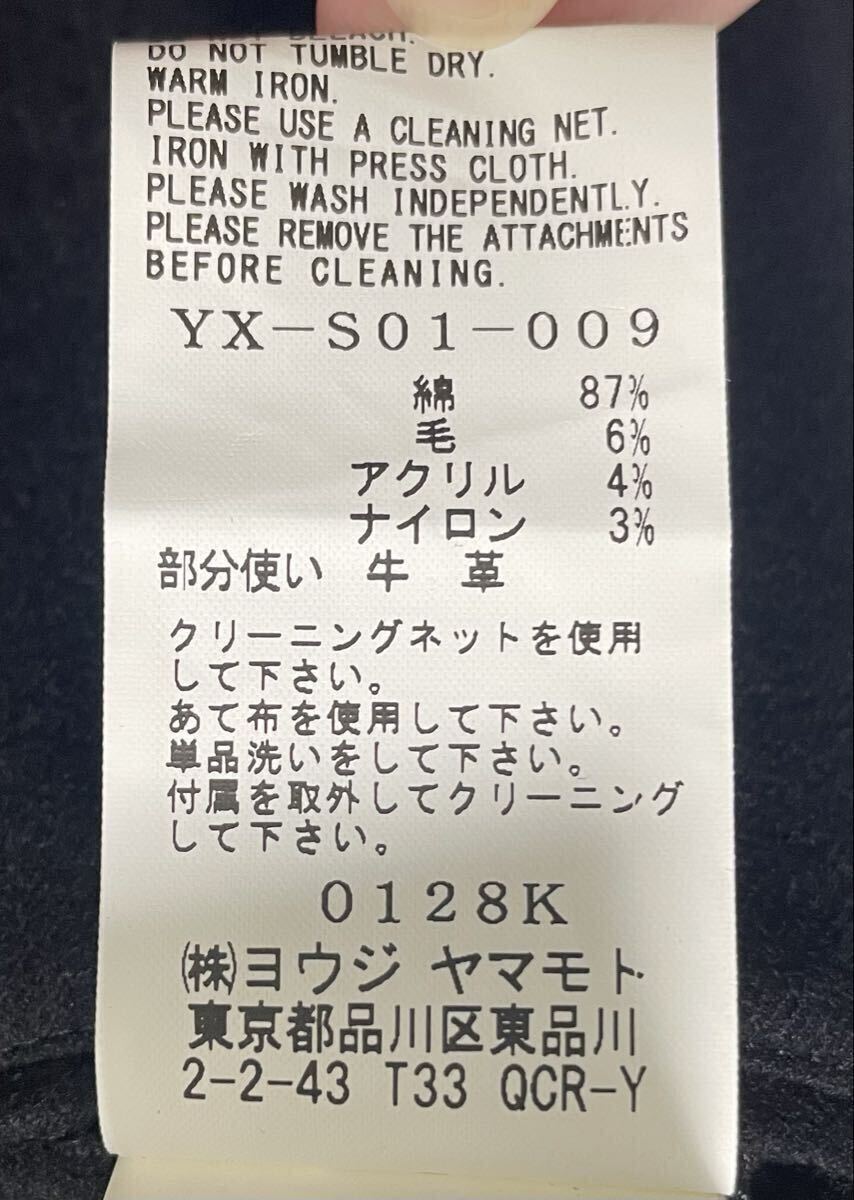 DO NOT TUMBLE DRY.
WARM IRON.
PLEASE USE A CLEANING NET.
IRON WITH PRESS CLOTH.
PLEASE WASH INDEPENDENTLY.
PLEASE REMOVE THE ATTACHMENTS
BEFORE CLEANING.
YX-S01-009
綿 87%
毛 6%
アクリル 4%
ナイロン 3%
部分使い 牛 革
クリーニングネットを使用
して下さい。
あて布を使用して下さい。
単品洗いをして下さい。
付属を取外してクリーニング
して下さい。
0128K
㈱ヨウジ ヤマモト
東京都品川区東品川
2-2-43 T33 QCR-Y